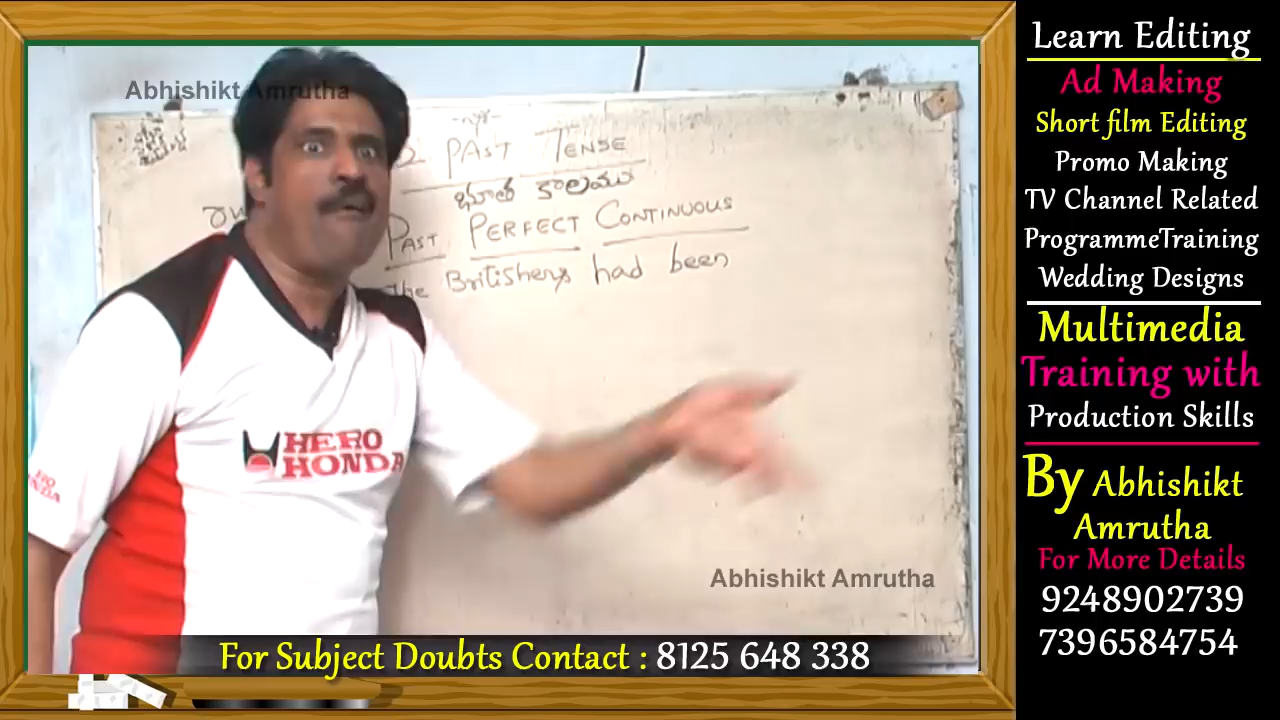 Abhishikt Amrutha
PAST TENSE
భూత కాలము
PAST PERFECT CONTINUOUS
the Britishers had been
HERO
HONDA
Abhishikt Amrutha
For Subject Doubts Contact : 8125 648 338
Learn Editing
Ad Making
Short film Editing
Promo Making
TV Channel Related
ProgrammeTraining
Wedding Designs
Multimedia
Training with
Production Skills
By Abhishikt
Amrutha
For More Details
9248902739
7396584754